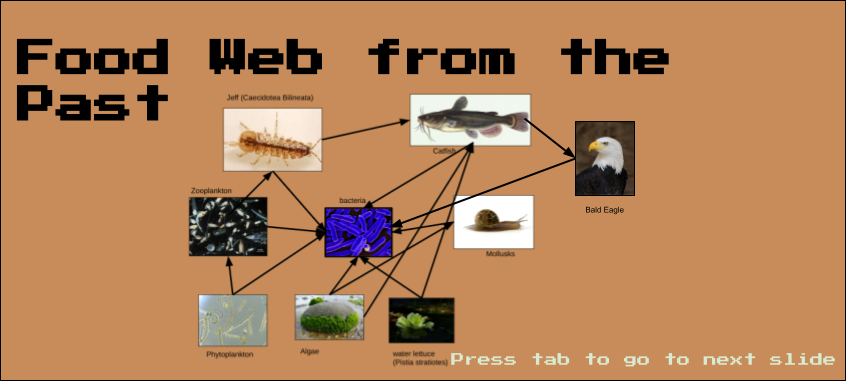 Food Web from the
Past
Jeff (Caecidotea Bilineata)
Catfish
Zooplankton
bacteria
Bald Eagle
Mollusks
Phytoplankton
Algae
water lettuce
(Pistia stratiotes)
Press tab to go to next slide